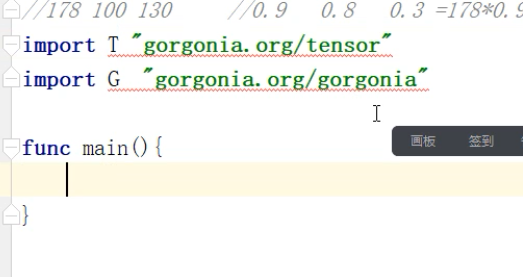 //178 100 130 //0.9 0.8 0.3 =178*0.9
import T "gorgonia.org/tensor"
import G "gorgonia.org/gorgonia"
func main(){
画板 签到
}